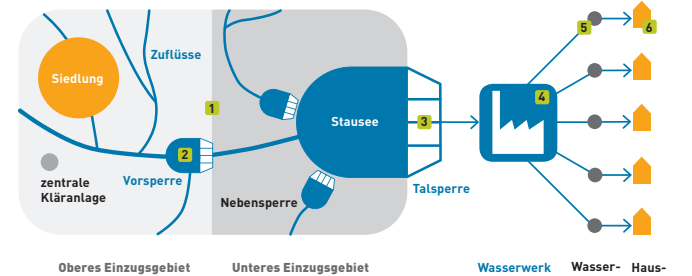 Zuflüsse
Siedlung
1
5
6
4
Stausee
3
2
zentrale
Kläranlage
Vorsperre
Nebensperre
Talsperre
Oberes Einzugsgebiet
Unteres Einzugsgebiet
Wasserwerk
Wasser-
Haus-